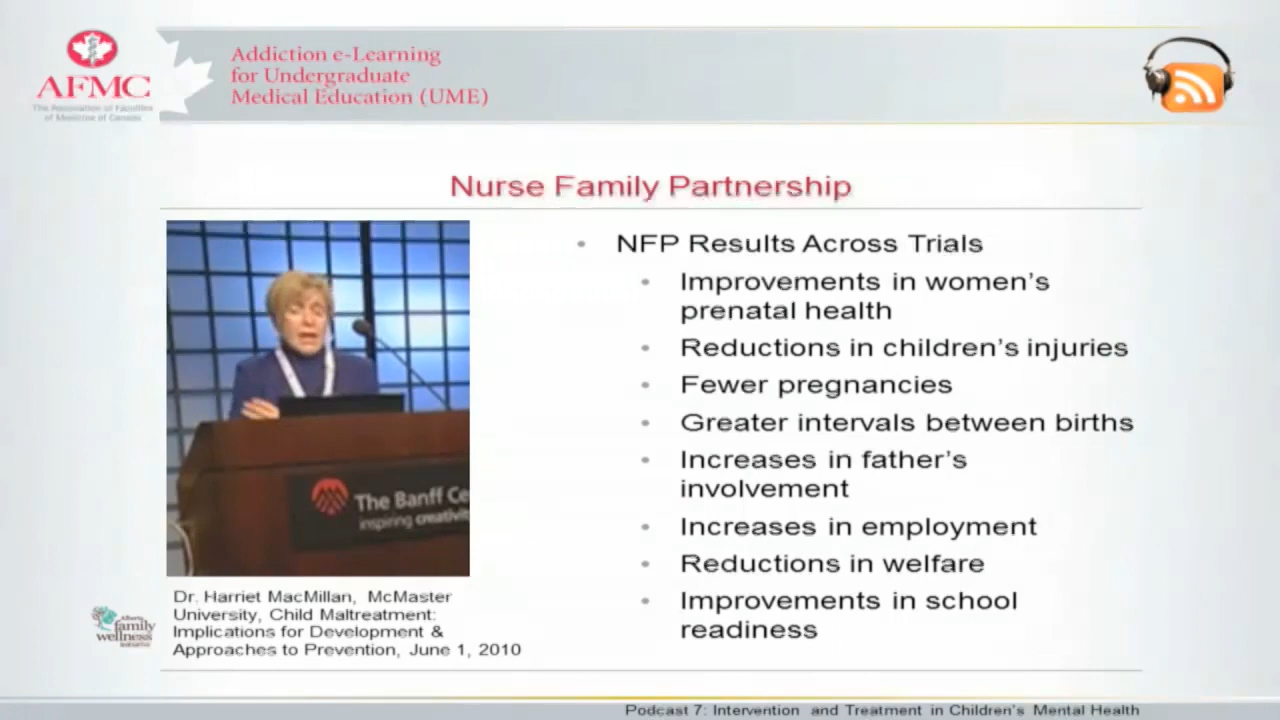 AFMC
The Association of Faculties
of Medicine of Canada
Addiction e-Learning
for Undergraduate
Medical Education (UME)
Nurse Family Partnership
The Banff Ce
inspiring creativi
Dr. Harriet MacMillan, McMaster
University, Child Maltreatment:
Implications for Development &
Approaches to Prevention, June 1, 2010
Alberta
family
wellness
initiative
• NFP Results Across Trials
• Improvements in women's
prenatal health
• Reductions in children's injuries
• Fewer pregnancies
• Greater intervals between births
• Increases in father's
involvement
• Increases in employment
• Reductions in welfare
• Improvements in school
readiness
Podcast 7: Intervention and Treatment in Children's Mental Health